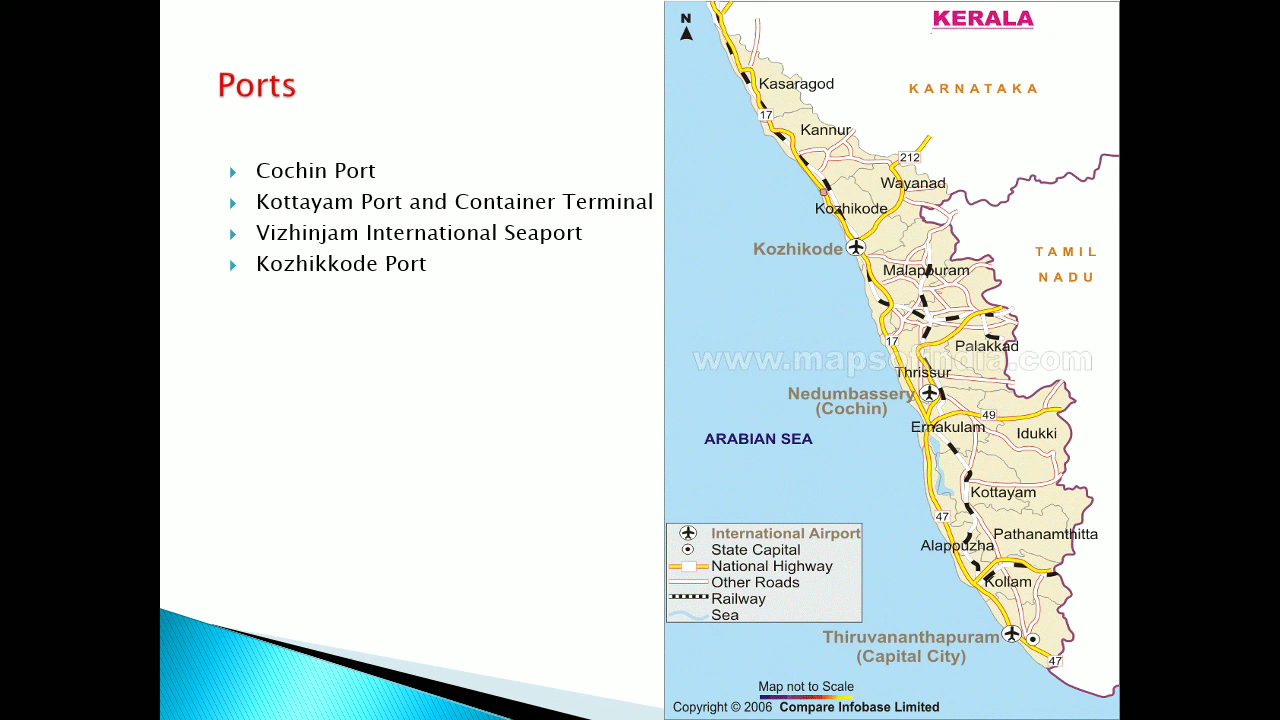 Ports
Cochin Port
Kottayam Port and Container Terminal
Vizhinjam International Seaport
Kozhikkode Port
N
KERALA
KARNATAKA
Kasaragod
17
Kannur
212
Wayanad
Kozhikode
Kozhikode
TAMIL
NADU
Malappuram
17
Palakkad
www.mapsofindia.com
Thrissur
Nedumbassery
(Cochin)
49
Ernakulam
Idukki
ARABIAN SEA
Kottayam
47
Pathanamthitta
Alappuzha
Kollam
International Airport
State Capital
National Highway
Other Roads
Railway
Sea
Thiruvananthapuram
(Capital City)
47
Map not to Scale
Copyright © 2006 Compare Infobase Limited